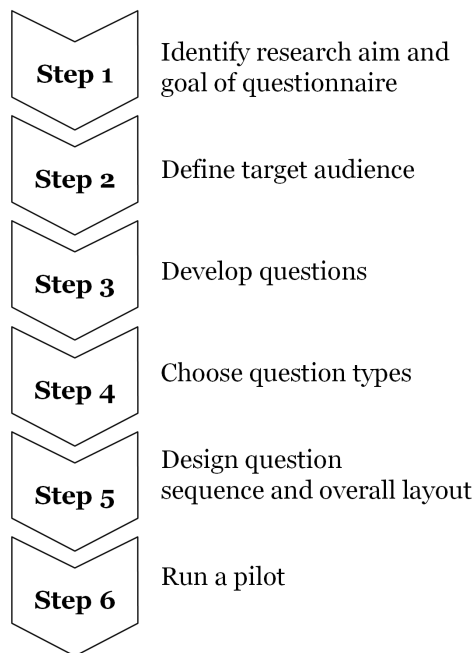 Step 1
Identify research aim and
goal of questionnaire
Step 2
Define target audience
Step 3
Develop questions
Step 4
Choose question types
Step 5
Design question
sequence and overall layout
Step 6
Run a pilot